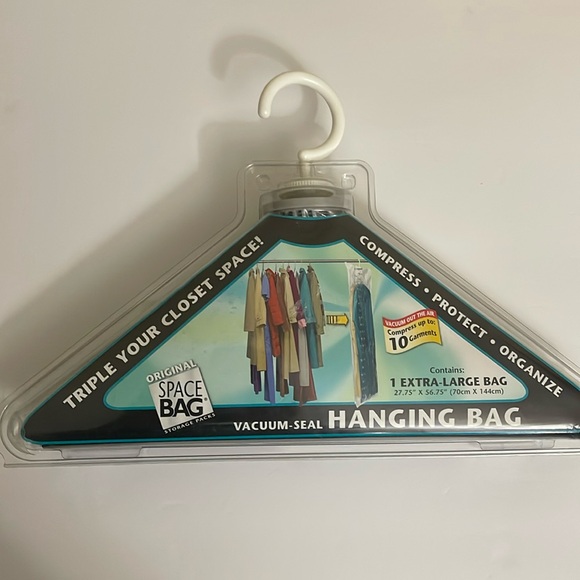 TRIPLE YOUR CLOSET SPACE!
COMPRESS • PROTECT • ORGANIZE
VACUUM OUT THE AIR
Compress up to:
10 Garments
ORIGINAL
SPACE
BAG
STORAGE PACKS
Contains:
1 EXTRA-LARGE BAG
27.75" X 56.75" (70cm X 144cm)
VACUUM-SEAL HANGING BAG